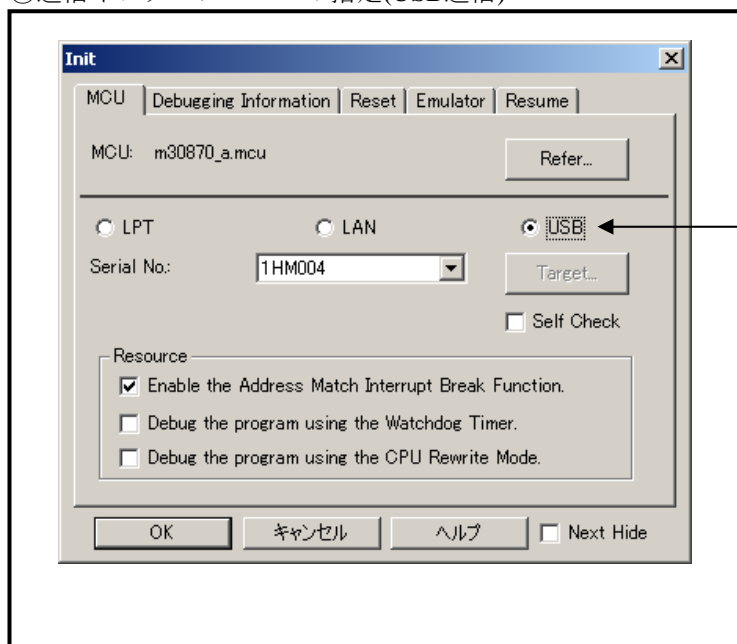 Init
MCU Debugging Information Reset Emulator Resume
MCU: m30870_a.mcu Refer...
LPT LAN USB
Serial No.: 1HM004 Target...
Self Check
Resource
Enable the Address Match Interrupt Break Function.
Debug the program using the Watchdog Timer.
Debug the program using the CPU Rewrite Mode.
OK キャンセル ヘルプ Next Hide